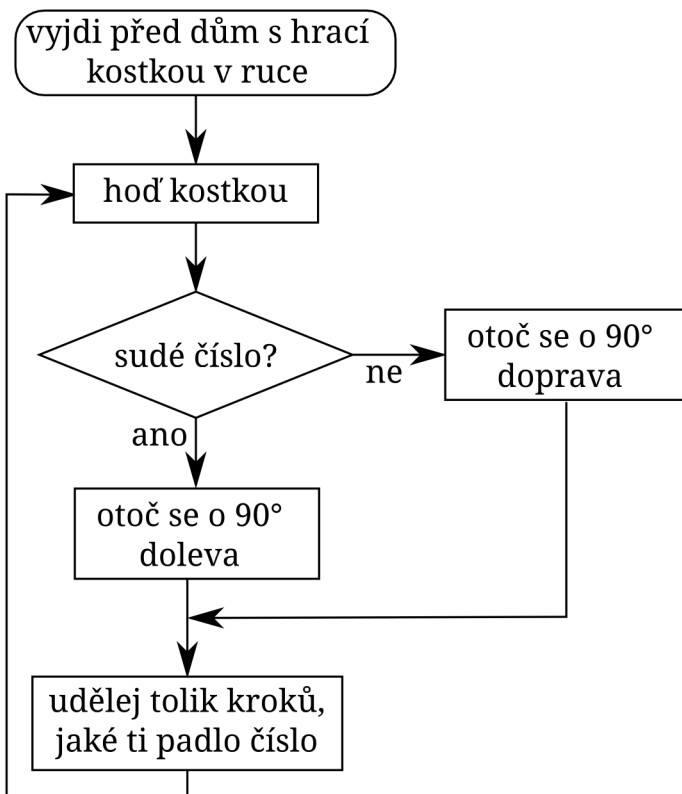 vyjdi před dům s hrací
kostkou v ruce
hoď kostkou
sudé číslo?
ne
otoč se o 90°
doprava
ano
otoč se o 90°
doleva
udělej tolik kroků,
jaké ti padlo číslo